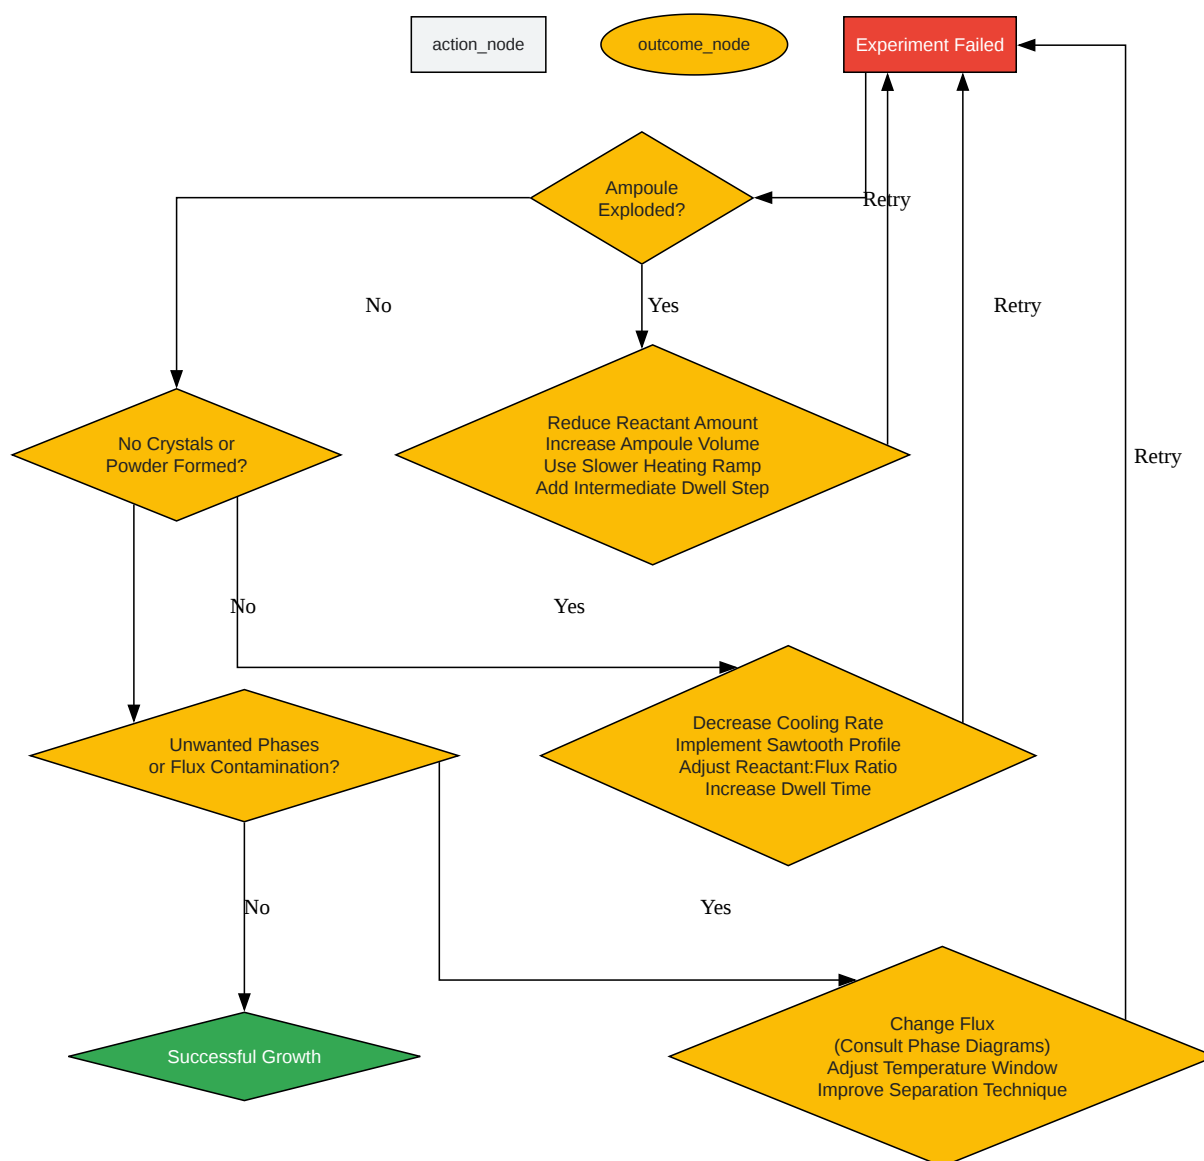 action_node
outcome_node
Experiment Failed
Ampoule
Exploded?
Retry
No
Yes
Retry
No Crystals or
Powder Formed?
Reduce Reactant Amount
Increase Ampoule Volume
Use Slower Heating Ramp
Add Intermediate Dwell Step
Retry
No
Yes
Unwanted Phases
or Flux Contamination?
Decrease Cooling Rate
Implement Sawtooth Profile
Adjust Reactant:Flux Ratio
Increase Dwell Time
No
Yes
Successful Growth
Change Flux
(Consult Phase Diagrams)
Adjust Temperature Window
Improve Separation Technique